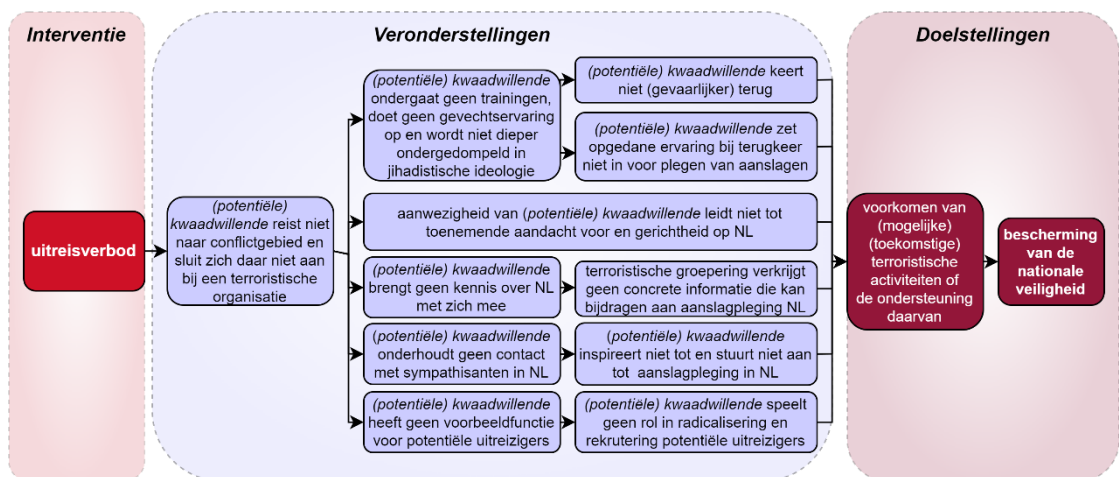 Interventie
Veronderstellingen
Doelstellingen
uitreisverbod
(potentiële)
kwaadwillende reist niet
naar conflictgebied en
sluit zich daar niet aan
bij een terroristische
organisatie
(potentiële) kwaadwillende
ondergaat geen trainingen,
doet geen gevechtservaring
op en wordt niet dieper
ondergedompeld in
jihadistische ideologie
(potentiële) kwaadwillende keert
niet (gevaarlijker) terug
(potentiële) kwaadwillende zet
opgedane ervaring bij terugkeer
niet in voor plegen van aanslagen
aanwezigheid van (potentiële) kwaadwillende leidt niet tot
toenemende aandacht voor en gerichtheid op NL
(potentiële) kwaadwillende
brengt geen kennis over NL
met zich mee
terroristische groepering verkrijgt
geen concrete informatie die kan
bijdragen aan aanslagpleging NL
(potentiële) kwaadwillende
onderhoudt geen contact
met sympathisanten in NL
(potentiële) kwaadwillende
inspireert niet tot en stuurt niet aan
tot aanslagpleging in NL
(potentiële) kwaadwillende
heeft geen voorbeeldfunctie
voor potentiële uitreizigers
(potentiële) kwaadwillende speelt
geen rol in radicalisering en
rekrutering potentiële uitreizigers
voorkomen van
(mogelijke)
(toekomstige)
terroristische
activiteiten of
de ondersteuning
daarvan
bescherming
van de
nationale
veiligheid